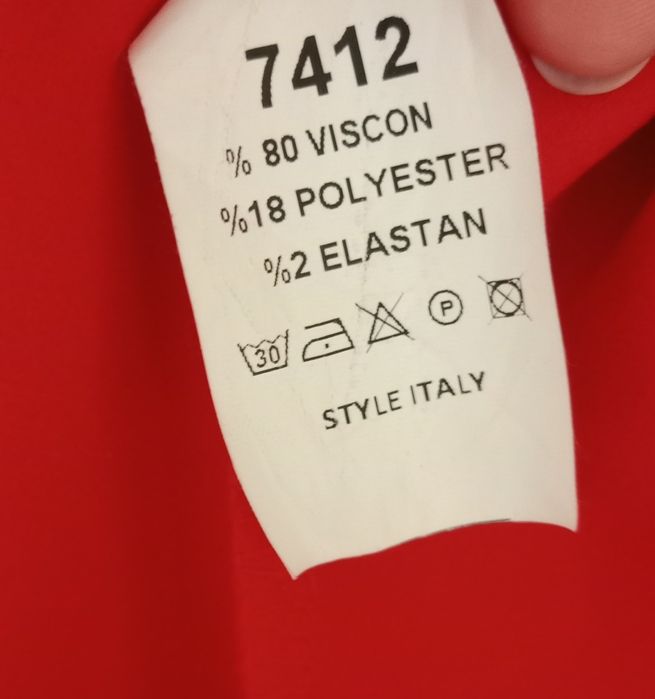 7412
% 80 VISCON
%18 POLYESTER
%2 ELASTAN
30 P
STYLE ITALY